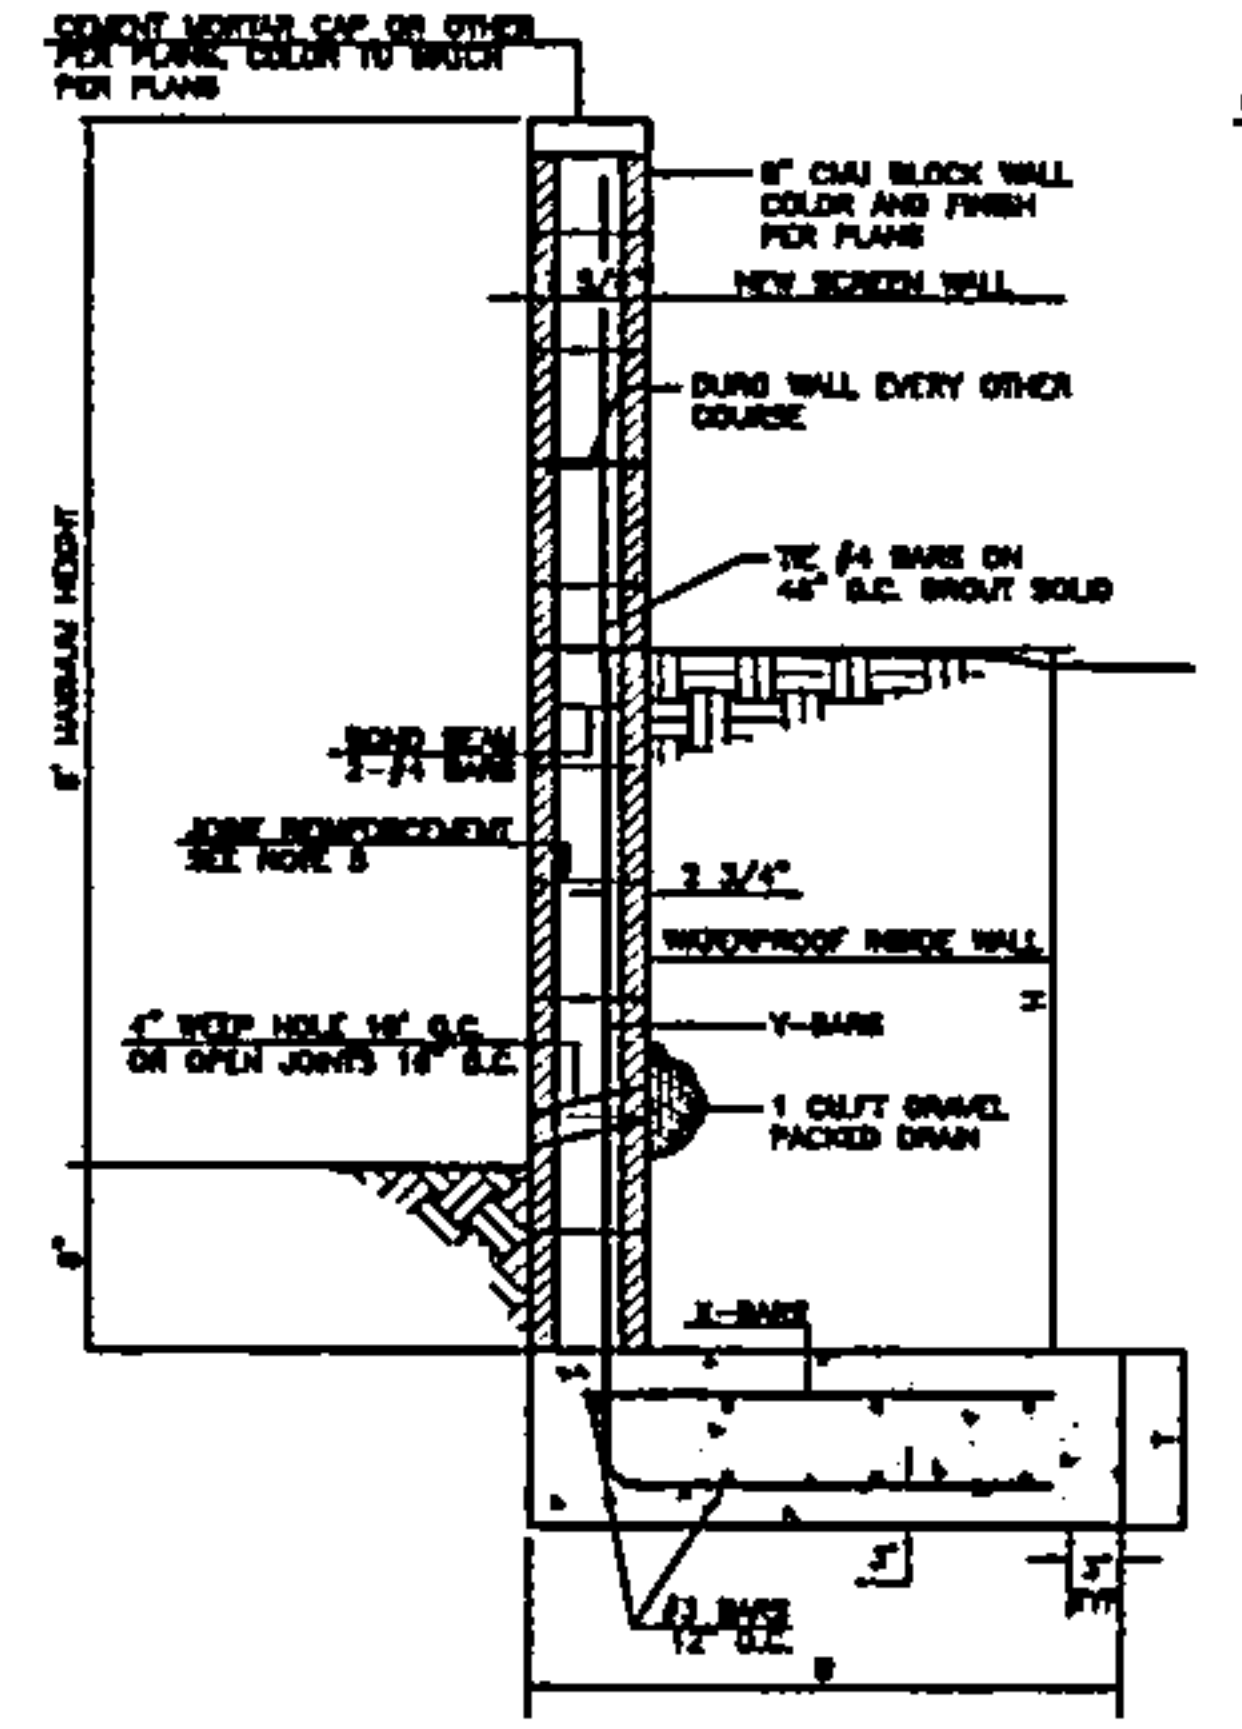 CEMENT MORTAR CAP OR OTHER
PER PLANS, COLOR TO MATCH
PER PLANS
8" CMU BLOCK WALL
COLOR AND FINISH
PER PLANS
NEW SCREEN WALL
DURO WALL EVERY OTHER
COURSE
TIE #4 BARS ON
48" O.C. GROUT SOLID
MAXIMUM HEIGHT
BOND BEAM
2-#4 BARS
JOINT REINFORCEMENT
SEE NOTE
2 3/4"
WATERPROOF INSIDE WALL
H
4" WEEP HOLE O.C.
OR OPEN JOINTS O.C.
Y-BARS
1 CU.FT GRAVEL
PACKED DRAIN
X-BARS
T
3"
3"
#3 BARS
12" O.C.